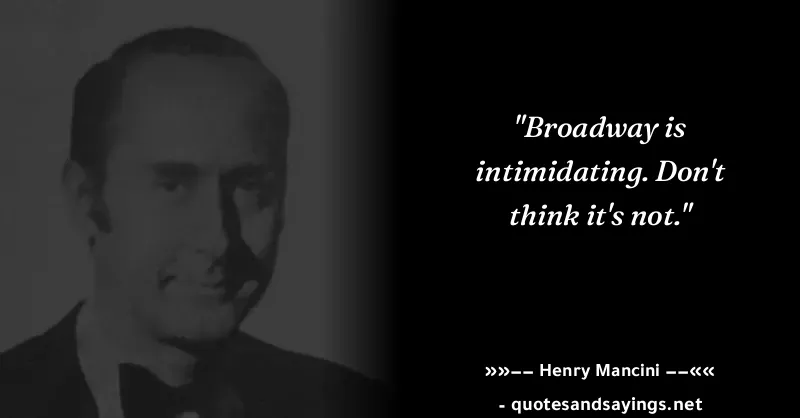 "Broadway is
intimidating. Don't
think it's not."
»»–– Henry Mancini ––««
- quotesandsayings.net